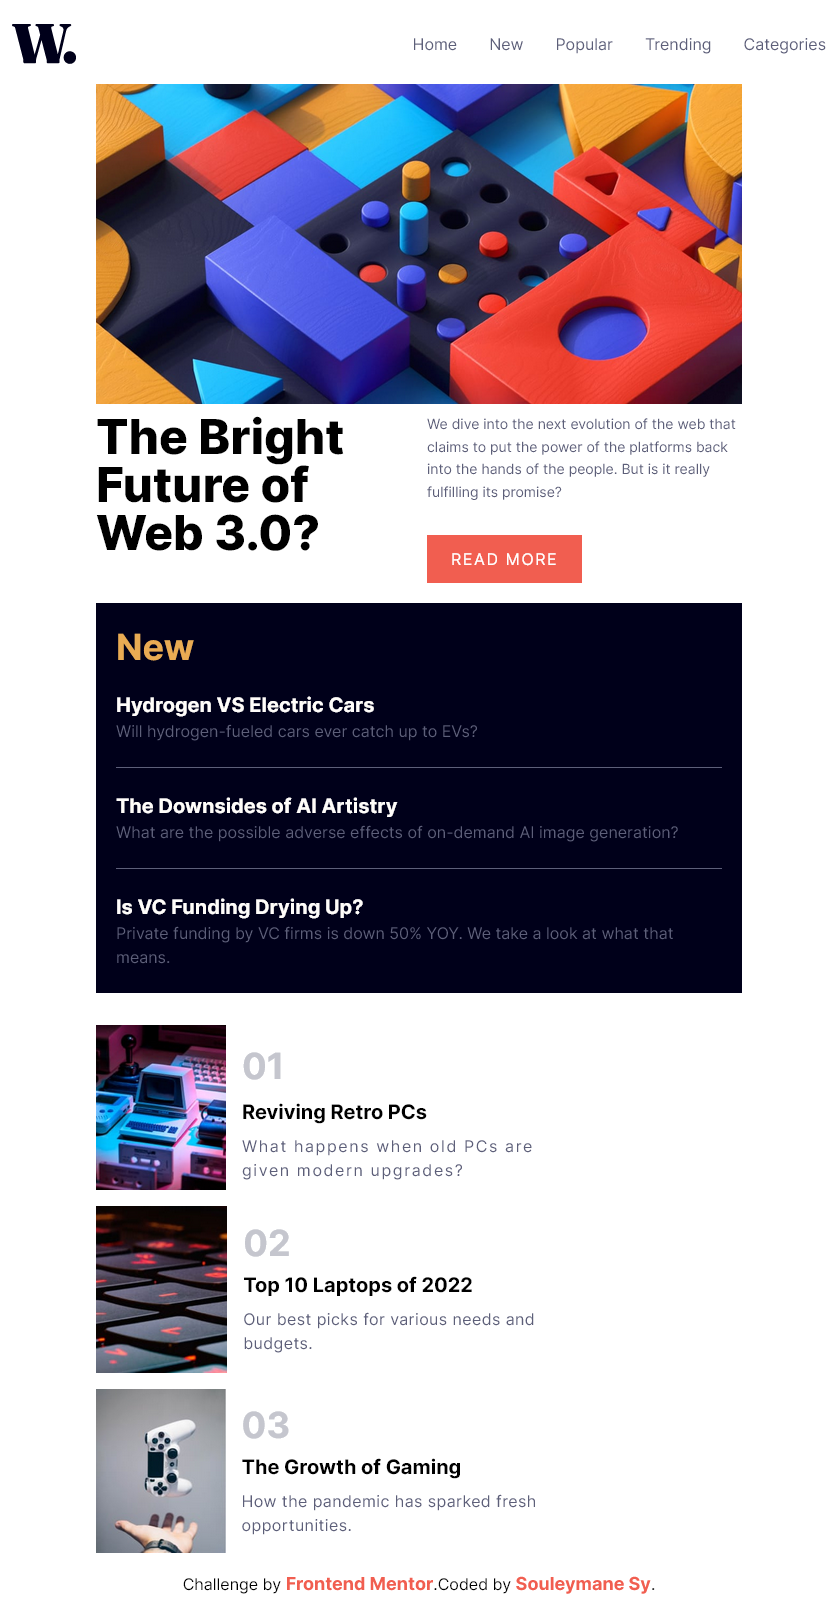 W.
Home New Popular Trending Categories
The Bright
Future of
Web 3.0?
We dive into the next evolution of the web that
claims to put the power of the platforms back
into the hands of the people. But is it really
fulfilling its promise?
READ MORE
New
Hydrogen VS Electric Cars
Will hydrogen-fueled cars ever catch up to EVs?
The Downsides of AI Artistry
What are the possible adverse effects of on-demand AI image generation?
Is VC Funding Drying Up?
Private funding by VC firms is down 50% YOY. We take a look at what that
means.
01
Reviving Retro PCs
What happens when old PCs are
given modern upgrades?
02
Top 10 Laptops of 2022
Our best picks for various needs and
budgets.
03
The Growth of Gaming
How the pandemic has sparked fresh
opportunities.
Challenge by Frontend Mentor.Coded by Souleymane Sy.